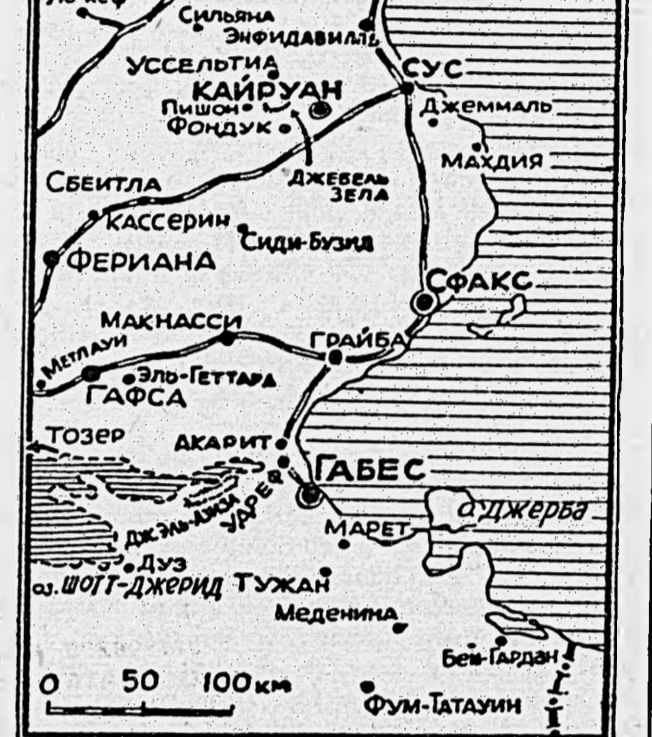 Сильяна
Энфидавилль
Уссельтиа
Сус
Кайруан
Пишон
Джеммаль
Фондук
Махдия
Джебель
Зела
Сбеитла
Кассерин
Сиди-Бузид
Фериана
Сфакс
Макнасси
Грайба
Метлауи
Эль-Геттара
Гафса
Тозер
Акарит
Габес
Удреф
Дж. Эль-Азиза
о. Джерба
Марет
Дуз
оз. Шотт-Джерид
Тужан
Меденина
Бен-Гардан
0 50 100 км
Фум-Татауин